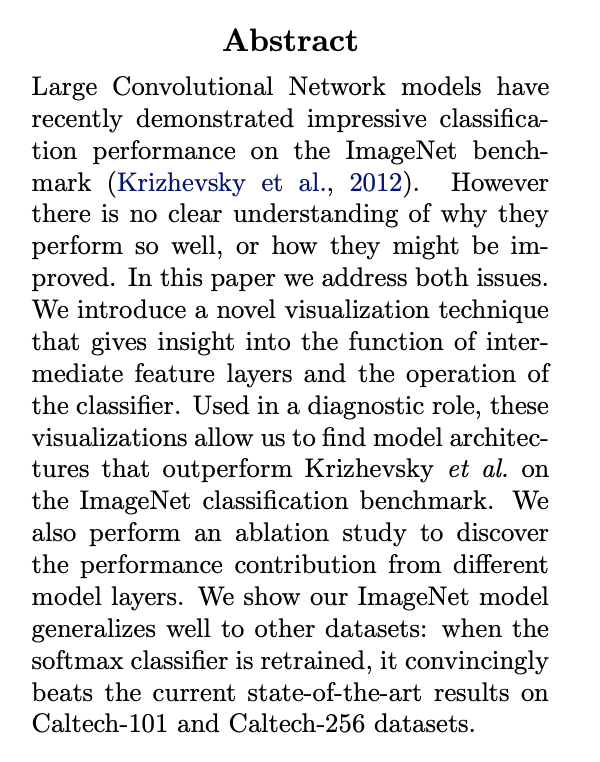 Abstract
Large Convolutional Network models have
recently demonstrated impressive classifica-
tion performance on the ImageNet bench-
mark (Krizhevsky et al., 2012). However
there is no clear understanding of why they
perform so well, or how they might be im-
proved. In this paper we address both issues.
We introduce a novel visualization technique
that gives insight into the function of inter-
mediate feature layers and the operation of
the classifier. Used in a diagnostic role, these
visualizations allow us to find model architec-
tures that outperform Krizhevsky et al. on
the ImageNet classification benchmark. We
also perform an ablation study to discover
the performance contribution from different
model layers. We show our ImageNet model
generalizes well to other datasets: when the
softmax classifier is retrained, it convincingly
beats the current state-of-the-art results on
Caltech-101 and Caltech-256 datasets.